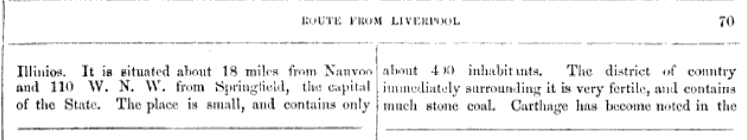 ROUTE FROM LIVERPOOL 70
Illinios. It is situated about 18 miles from Nauvoo
and 110 W. N. W. from Springfield, the capital
of the State. The place is small, and contains only
about 400 inhabitants. The district of country
immediately surrounding it is very fertile, and contains
much stone coal. Carthage has become noted in the